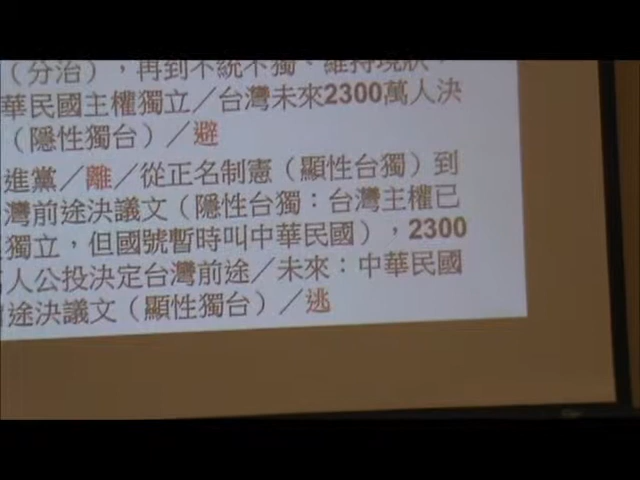 （分治），再到不統不獨、維持現狀，
華民國主權獨立／台灣未來2300萬人決
（隱性獨台）／避
進黨／離／從正名制憲（顯性台獨）到
灣前途決議文（隱性台獨：台灣主權已
獨立，但國號暫時叫中華民國），2300
人公投決定台灣前途／未來：中華民國
途決議文（顯性獨台）／逃